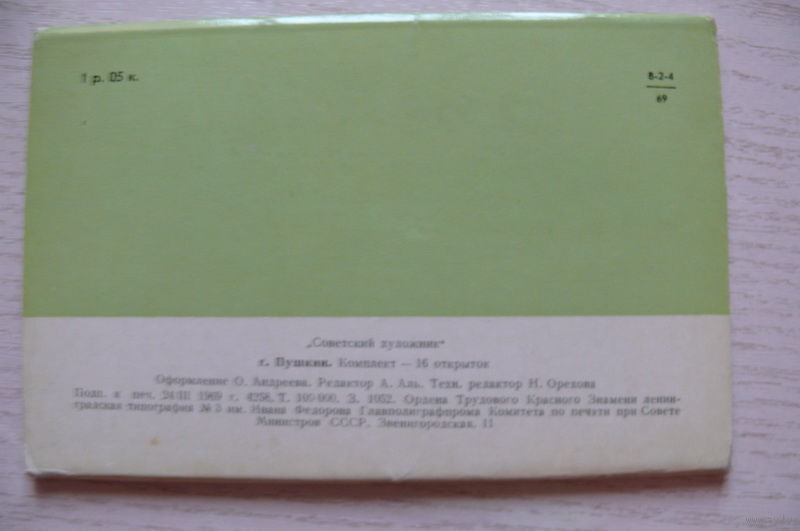 1 р. 05 к.
8-2-4
69
„Советский художник"
г. Пушкин. Комплект — 16 открыток
Оформление О. Андреева. Редактор А. Аль. Техн. редактор Н. Орехова
Подп. к печ. 24/III 1969 г. 4258. Т. 100 000. З. 1052. Ордена Трудового Красного Знамени ленин-
градская типография № 3 им. Ивана Федорова Главполиграфпрома Комитета по печати при Совете
Министров СССР. Звенигородская, 11